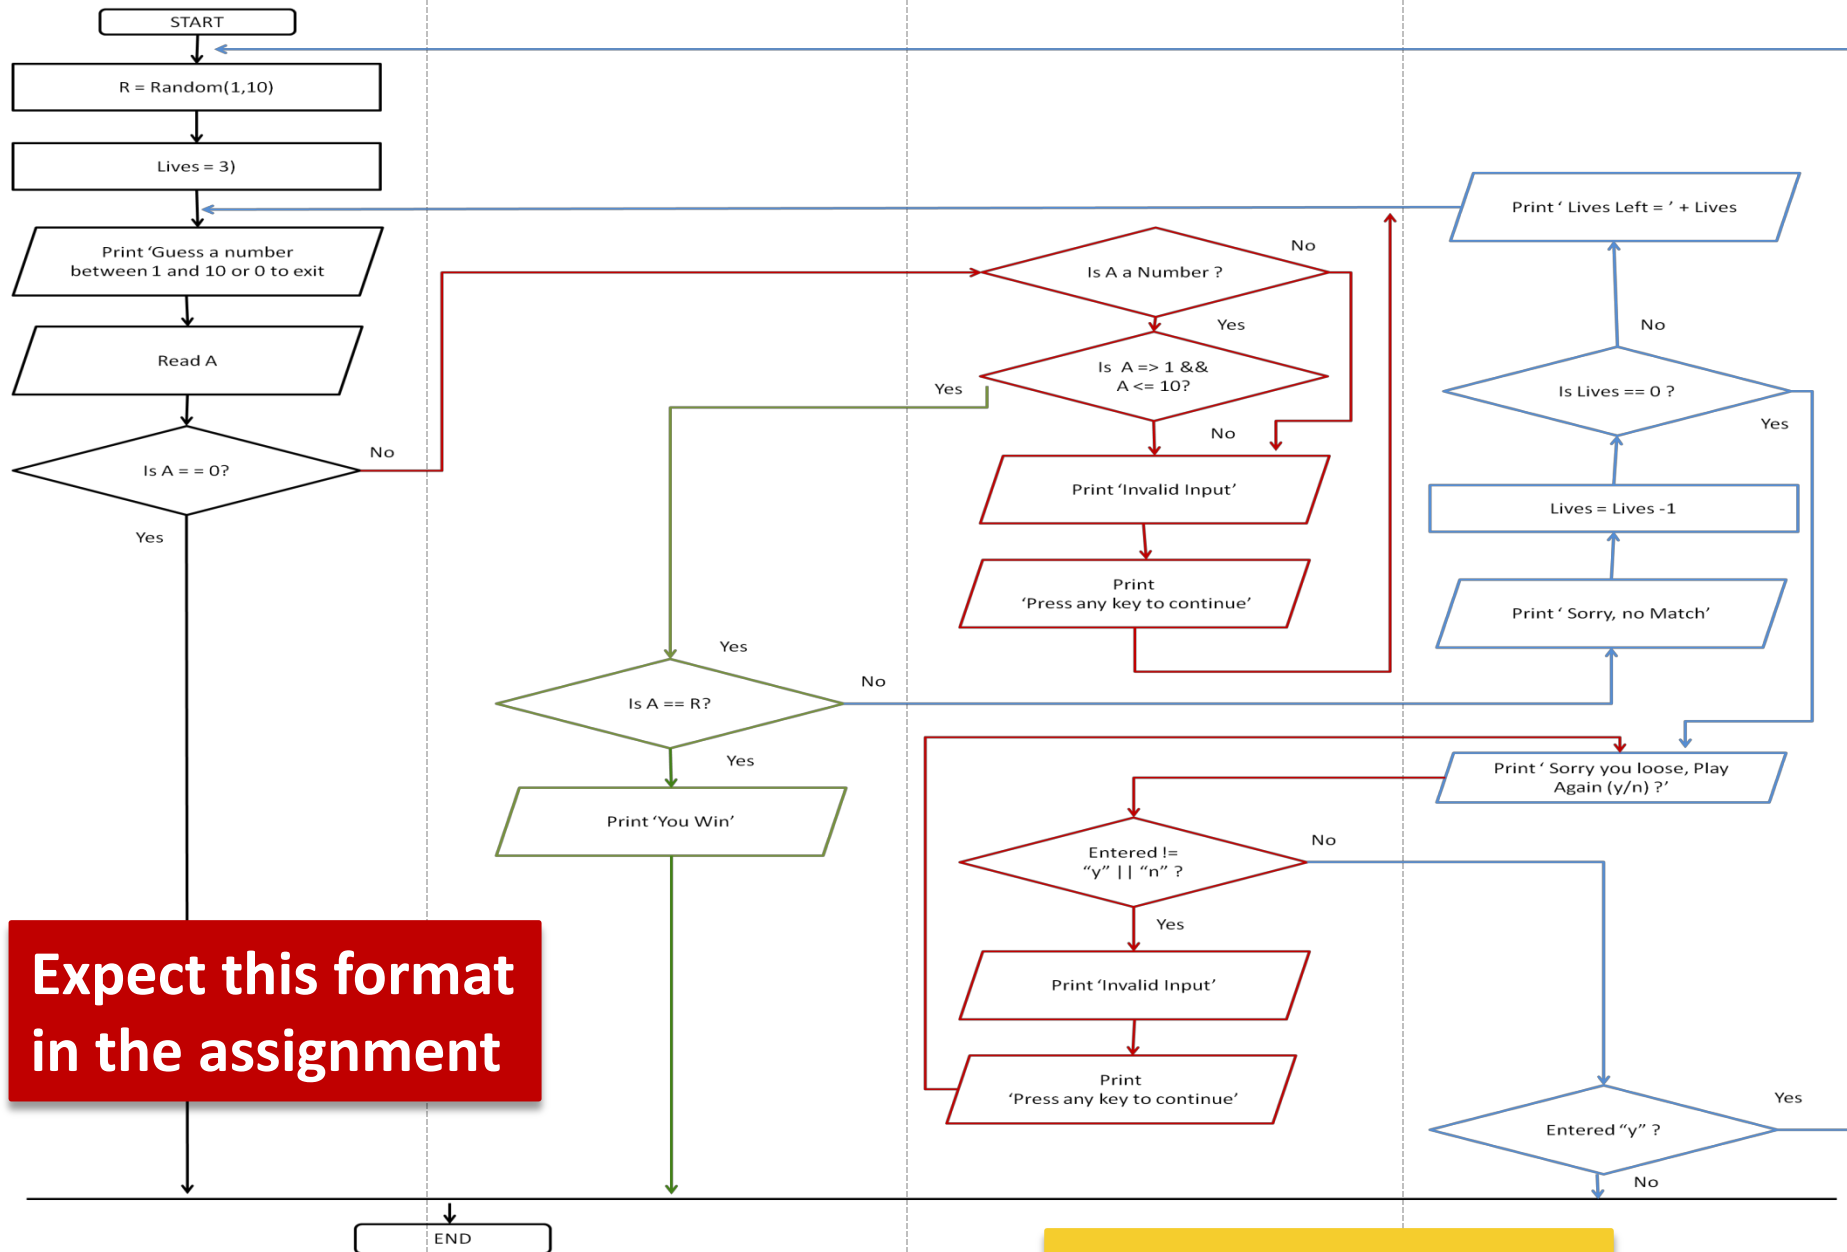 START
R = Random(1,10)
Lives = 3)
Print ‘Guess a number
between 1 and 10 or 0 to exit
Read A
Is A = = 0?
No
Yes
Expect this format
in the assignment
END
Yes
Is A == R?
No
Yes
Print ‘You Win’
Is A a Number ?
No
Yes
Is A => 1 &&
A <= 10?
Yes
No
Print ‘Invalid Input’
Print
‘Press any key to continue’
Entered !=
“y” || “n” ?
No
Yes
Print ‘Invalid Input’
Print
‘Press any key to continue’
Print ‘ Lives Left = ’ + Lives
No
Is Lives == 0 ?
Yes
Lives = Lives -1
Print ‘ Sorry, no Match’
Print ‘ Sorry you loose, Play
Again (y/n) ?’
Entered “y” ?
Yes
No